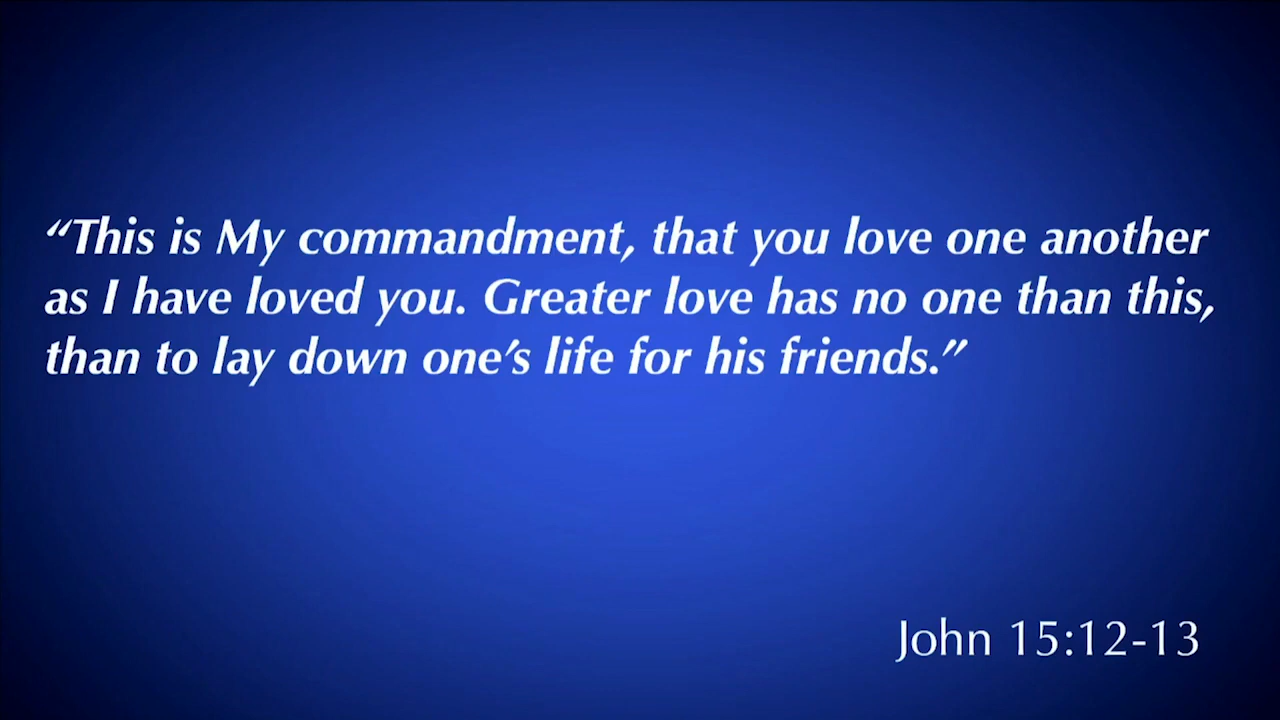 “This is My commandment, that you love one another
as I have loved you. Greater love has no one than this,
than to lay down one’s life for his friends.”
John 15:12-13